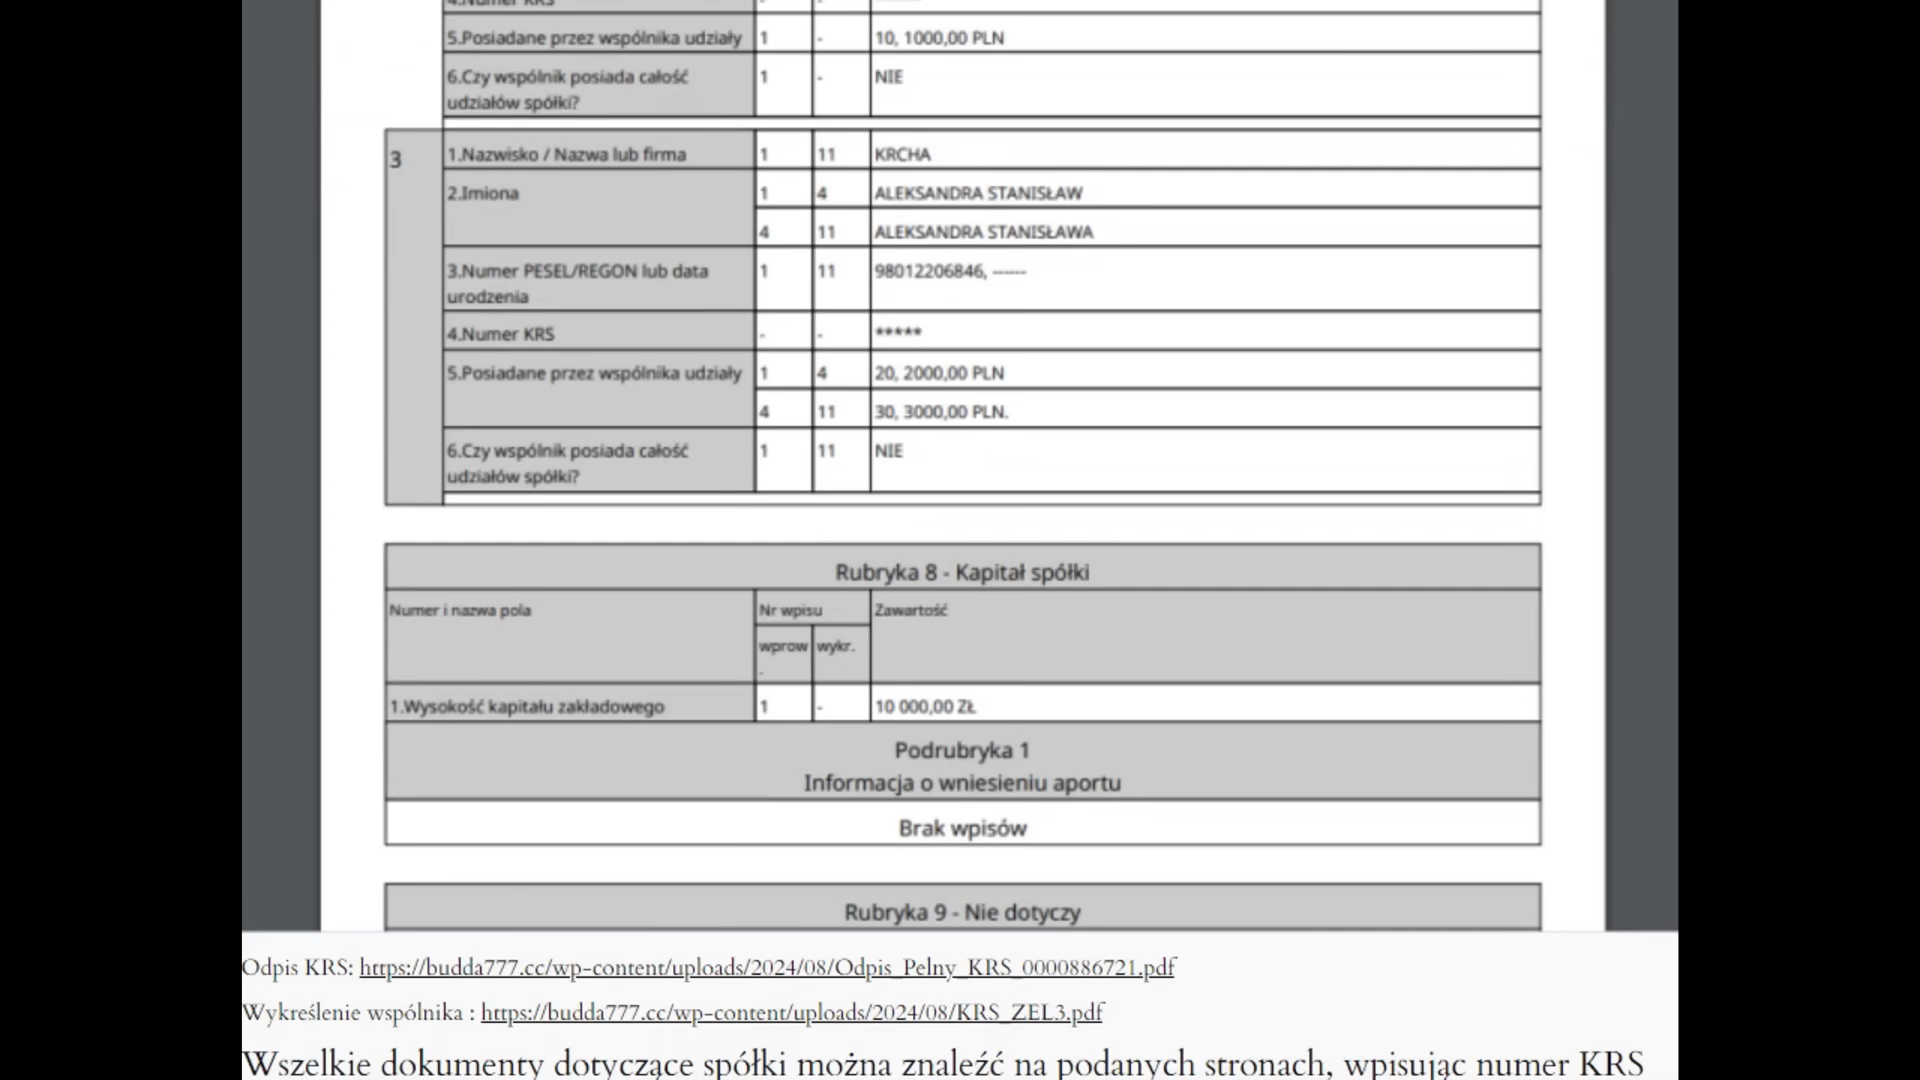 5.Posiadane przez wspólnika udziały 1 - 10, 1000,00 PLN
6.Czy wspólnik posiada całość 1 - NIE
udziałów spółki?
3 1.Nazwisko / Nazwa lub firma 1 11 KRCHA
2.Imiona 1 4 ALEKSANDRA STANISŁAW
4 11 ALEKSANDRA STANISŁAWA
3.Numer PESEL/REGON lub data 1 11 98012206846, ------
urodzenia
4.Numer KRS - - *****
5.Posiadane przez wspólnika udziały 1 4 20, 2000,00 PLN
4 11 30, 3000,00 PLN.
6.Czy wspólnik posiada całość 1 11 NIE
udziałów spółki?
Rubryka 8 - Kapitał spółki
Numer i nazwa pola Nr wpisu Zawartość
wprow wykr.
.
1.Wysokość kapitału zakładowego 1 - 10 000,00 ZŁ
Podrubryka 1
Informacja o wniesieniu aportu
Brak wpisów
Rubryka 9 - Nie dotyczy
Odpis KRS: https://budda777.cc/wp-content/uploads/2024/08/Odpis_Pelny_KRS_0000886721.pdf
Wykreślenie wspólnika : https://budda777.cc/wp-content/uploads/2024/08/KRS_ZEL3.pdf
Wszelkie dokumenty dotyczące spółki można znaleźć na podanych stronach, wpisując numer KRS